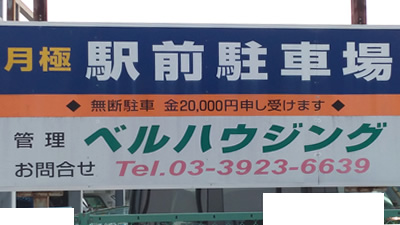 月極 駅前駐車場
◆ 無断駐車 金20,000円申し受けます ◆
管理 ベルハウジング
お問合せ Tel.03-3923-6639